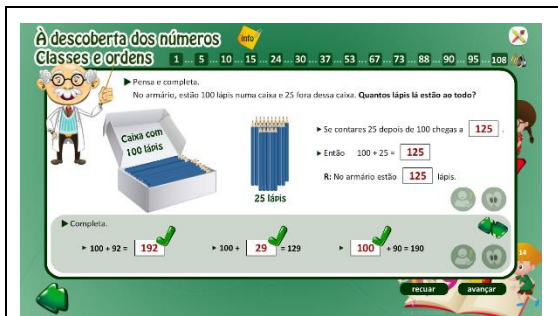 À descoberta dos números
info
Classes e ordens 1 ... 5 ... 10 ... 15 ... 24 ... 30 ... 37 ... 53 ... 67 ... 73 ... 88 ... 90 ... 95 ... 108
▶ Pensa e completa.
No armário, estão 100 lápis numa caixa e 25 fora dessa caixa. Quantos lápis lá estão ao todo?
Caixa com
100 lápis
25 lápis
▶ Se contares 25 depois de 100 chegas a 125 .
▶ Então 100 + 25 = 125
R: No armário estão 125 lápis.
▶ Completa.
▶ 100 + 92 = 192 ▶ 100 + 29 = 129 ▶ 100 + 90 = 190
14
recuar avançar